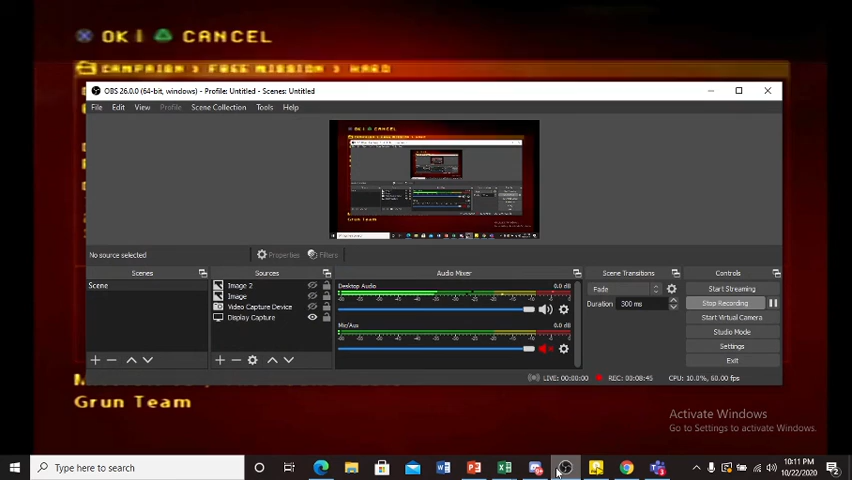 OK | CANCEL
CAMPAIGN > FREE MISSION > HARD
OBS 26.0.0 (64-bit, windows) - Profile: Untitled - Scenes: Untitled
File Edit View Profile Scene Collection Tools Help
No source selected
Properties
Filters
Scenes
Sources
Audio Mixer
Scene Transitions
Controls
Scene
Image 2
Image
Video Capture Device
Display Capture
Desktop Audio 0.0 dB
Mic/Aux 0.0 dB
Fade
Duration 300 ms
Start Streaming
Stop Recording
Start Virtual Camera
Studio Mode
Settings
Exit
LIVE: 00:00:00 REC: 00:08:45 CPU: 10.0%, 60.00 fps
Grun Team
Activate Windows
Go to Settings to activate Windows.
Type here to search
10:11 PM
10/22/2020